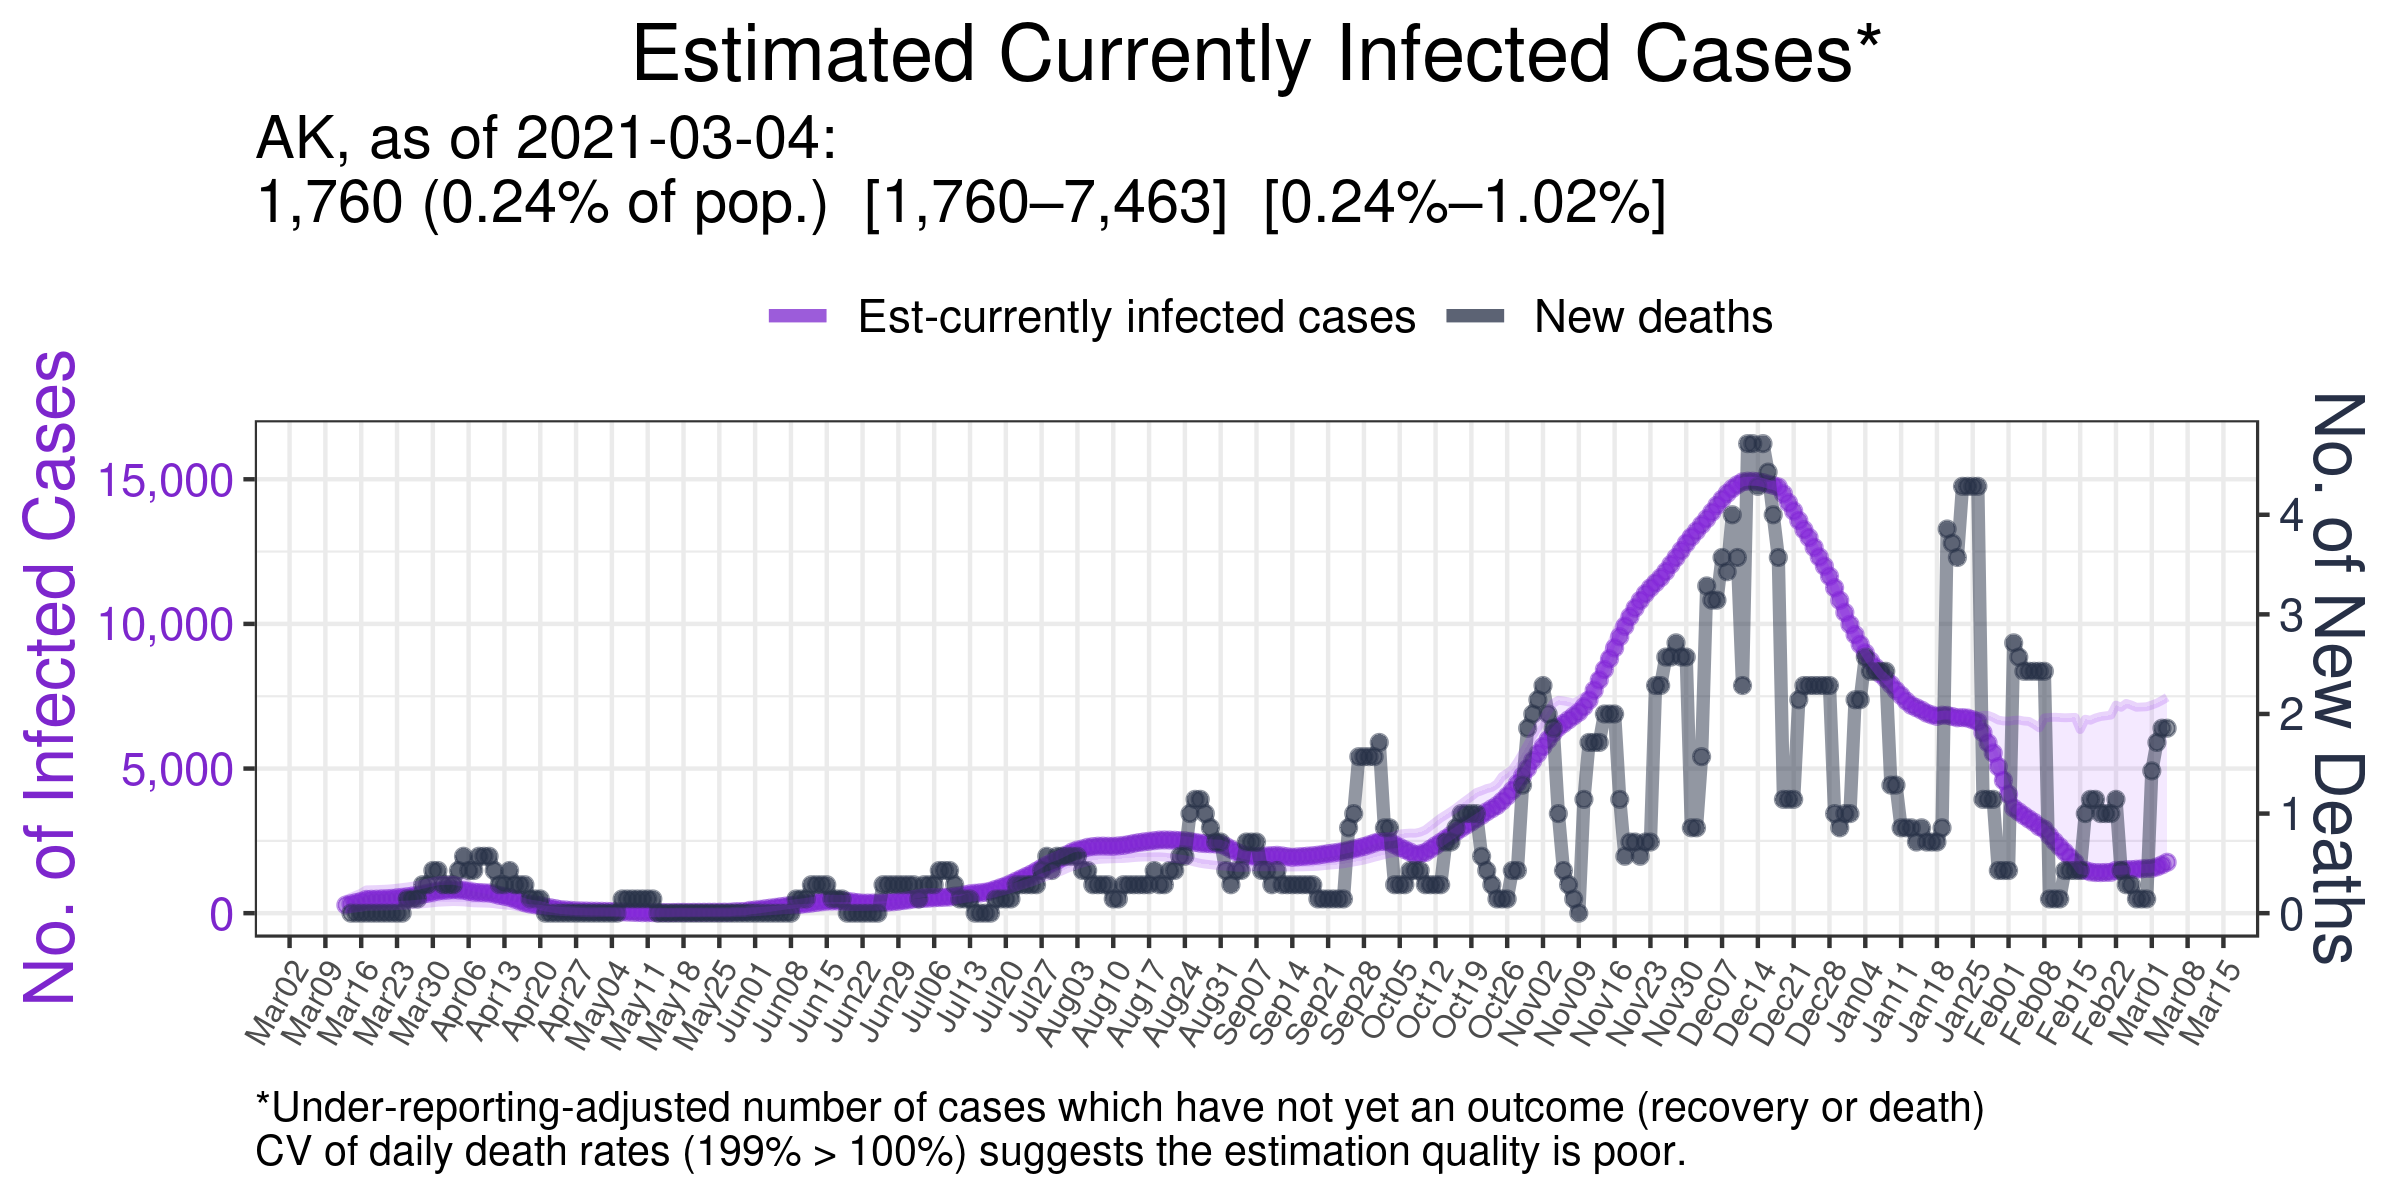 Estimated Currently Infected Cases*
AK, as of 2021-03-04:
1,760 (0.24% of pop.)  [1,760–7,463]  [0.24%–1.02%]
Est-currently infected cases
New deaths
No. of Infected Cases
15,000
10,000
5,000
0
No. of New Deaths
4
3
2
1
0
Mar02
Mar09
Mar16
Mar23
Mar30
Apr06
Apr13
Apr20
Apr27
May04
May11
May18
May25
Jun01
Jun08
Jun15
Jun22
Jun29
Jul06
Jul13
Jul20
Jul27
Aug03
Aug10
Aug17
Aug24
Aug31
Sep07
Sep14
Sep21
Sep28
Oct05
Oct12
Oct19
Oct26
Nov02
Nov09
Nov16
Nov23
Nov30
Dec07
Dec14
Dec21
Dec28
Jan04
Jan11
Jan18
Jan25
Feb01
Feb08
Feb15
Feb22
Mar01
Mar08
Mar15
*Under-reporting-adjusted number of cases which have not yet an outcome (recovery or death)
CV of daily death rates (199% > 100%) suggests the estimation quality is poor.